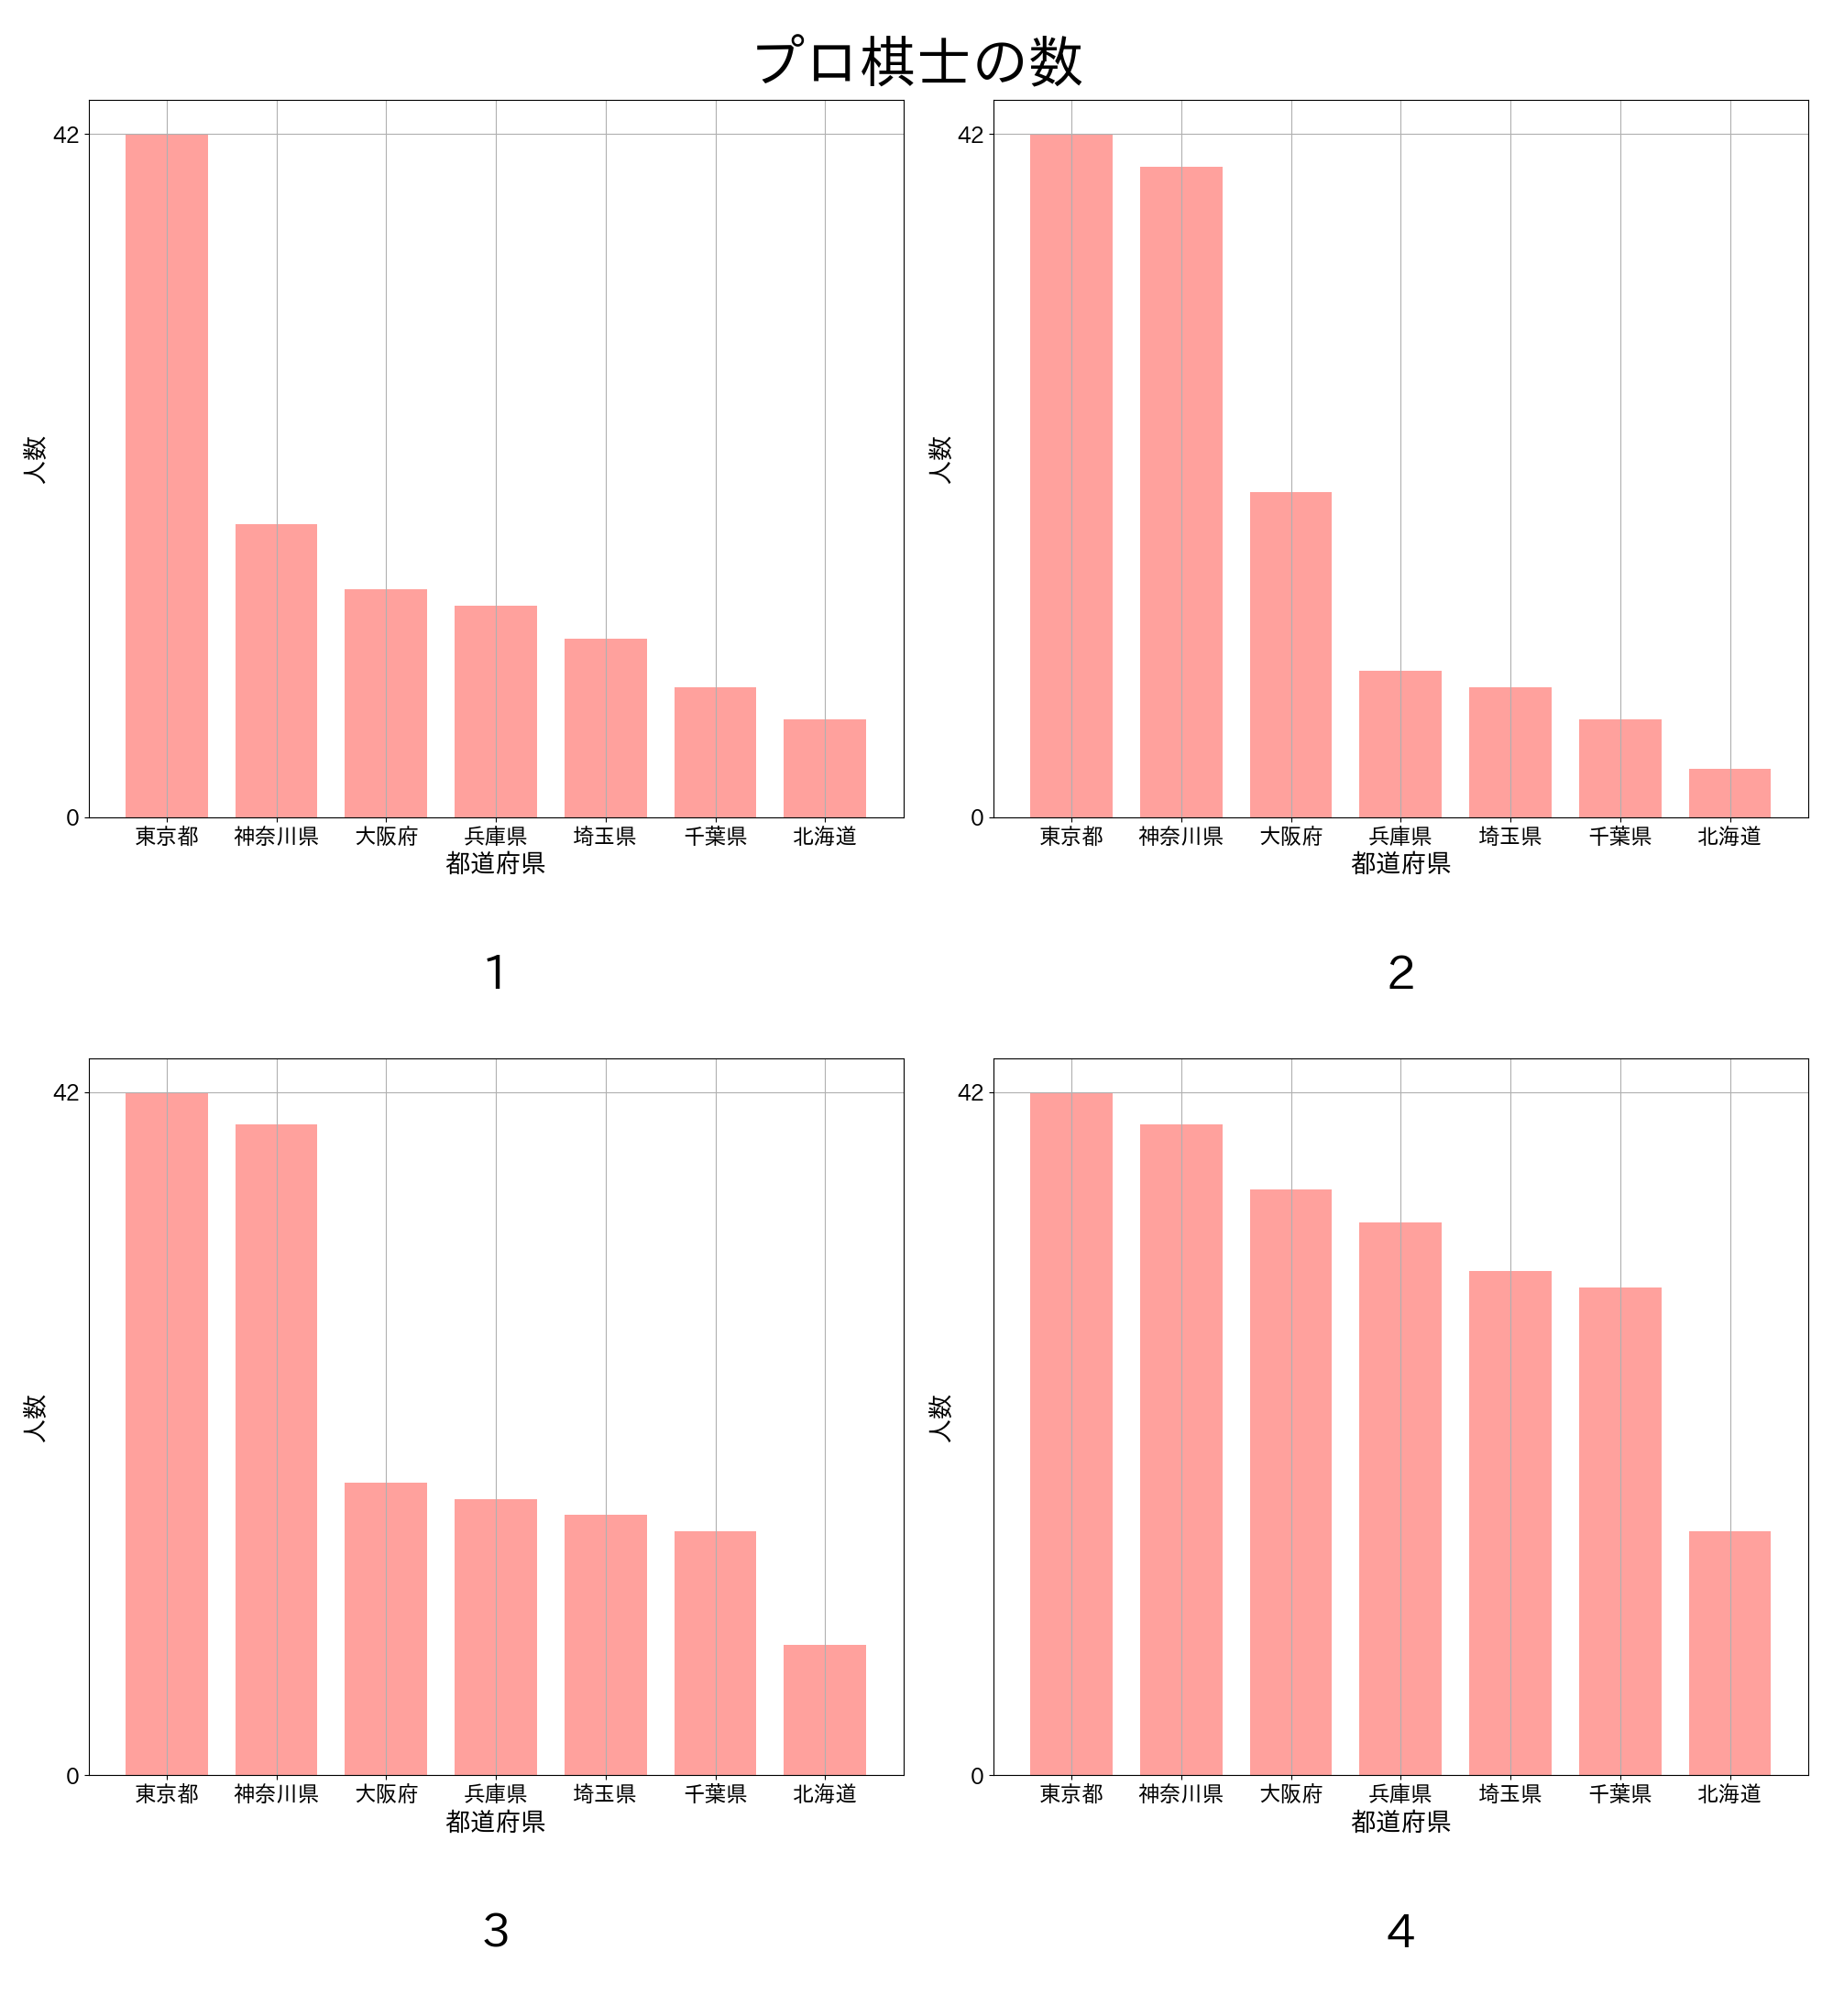 プロ棋士の数
42
0
人数
東京都 神奈川県 大阪府 兵庫県 埼玉県 千葉県 北海道
都道府県
1
42
0
人数
東京都 神奈川県 大阪府 兵庫県 埼玉県 千葉県 北海道
都道府県
2
42
0
人数
東京都 神奈川県 大阪府 兵庫県 埼玉県 千葉県 北海道
都道府県
3
42
0
人数
東京都 神奈川県 大阪府 兵庫県 埼玉県 千葉県 北海道
都道府県
4